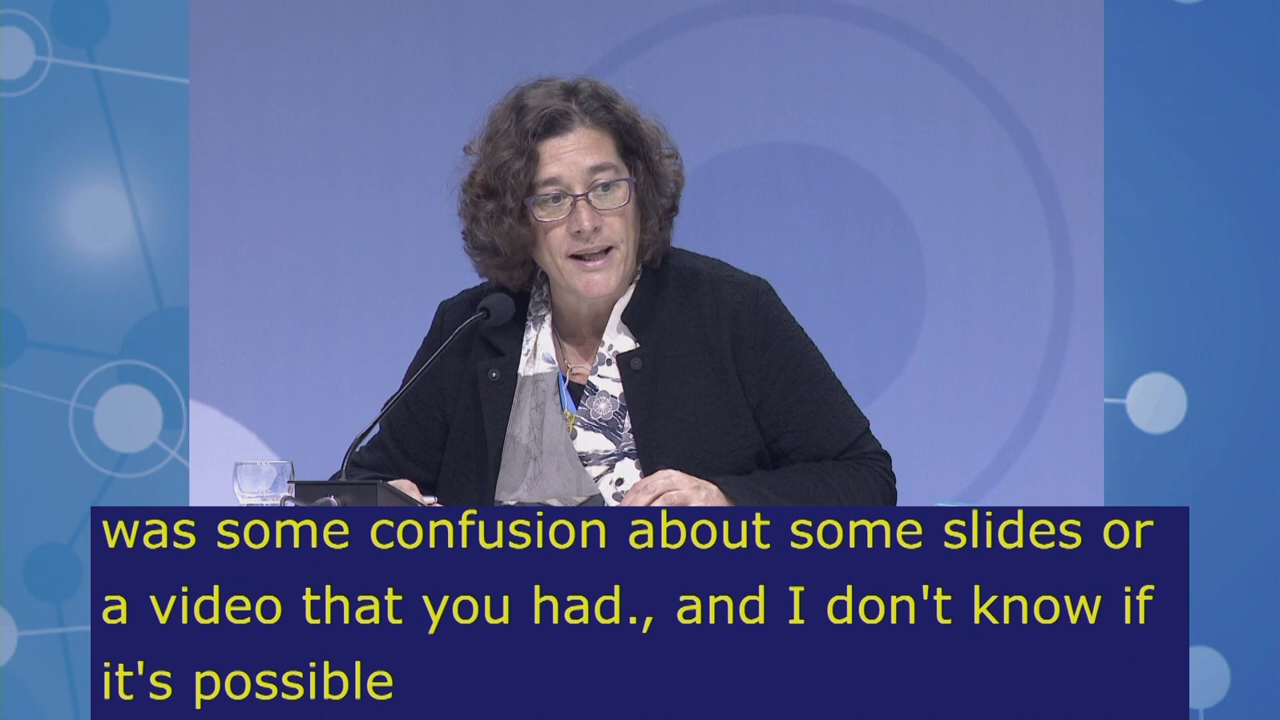 was some confusion about some slides or
a video that you had., and I don't know if
it's possible